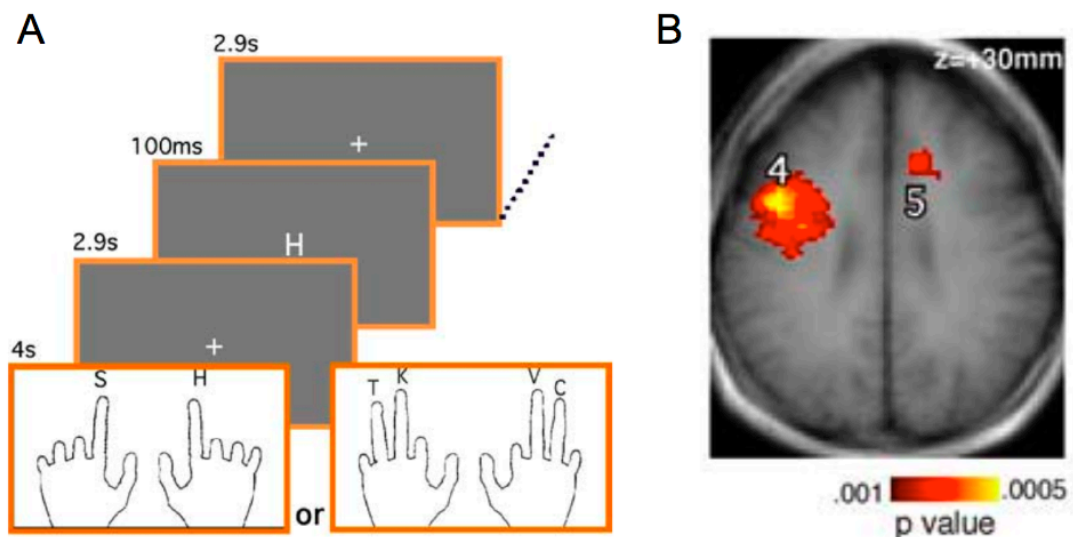 A
2.9s
+
100ms
H
2.9s
+
4s
S H
or
T K V C
B
z=+30mm
4
5
.001 .0005
p value